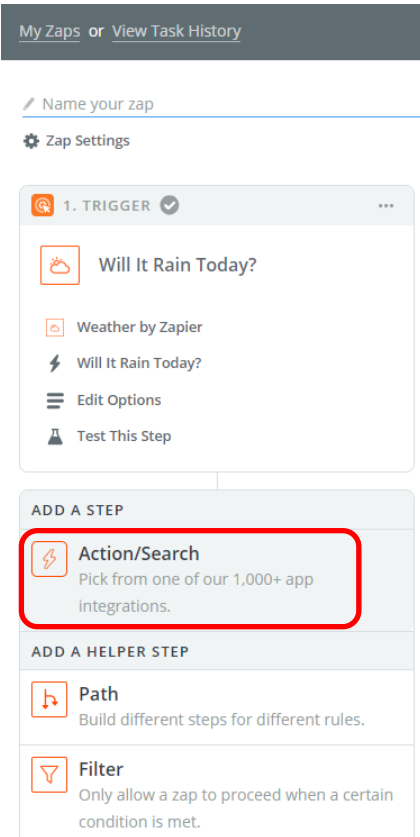 My Zaps or View Task History
Name your zap
Zap Settings
1. TRIGGER
Will It Rain Today?
Weather by Zapier
Will It Rain Today?
Edit Options
Test This Step
ADD A STEP
Action/Search
Pick from one of our 1,000+ app
integrations.
ADD A HELPER STEP
Path
Build different steps for different rules.
Filter
Only allow a zap to proceed when a certain
condition is met.